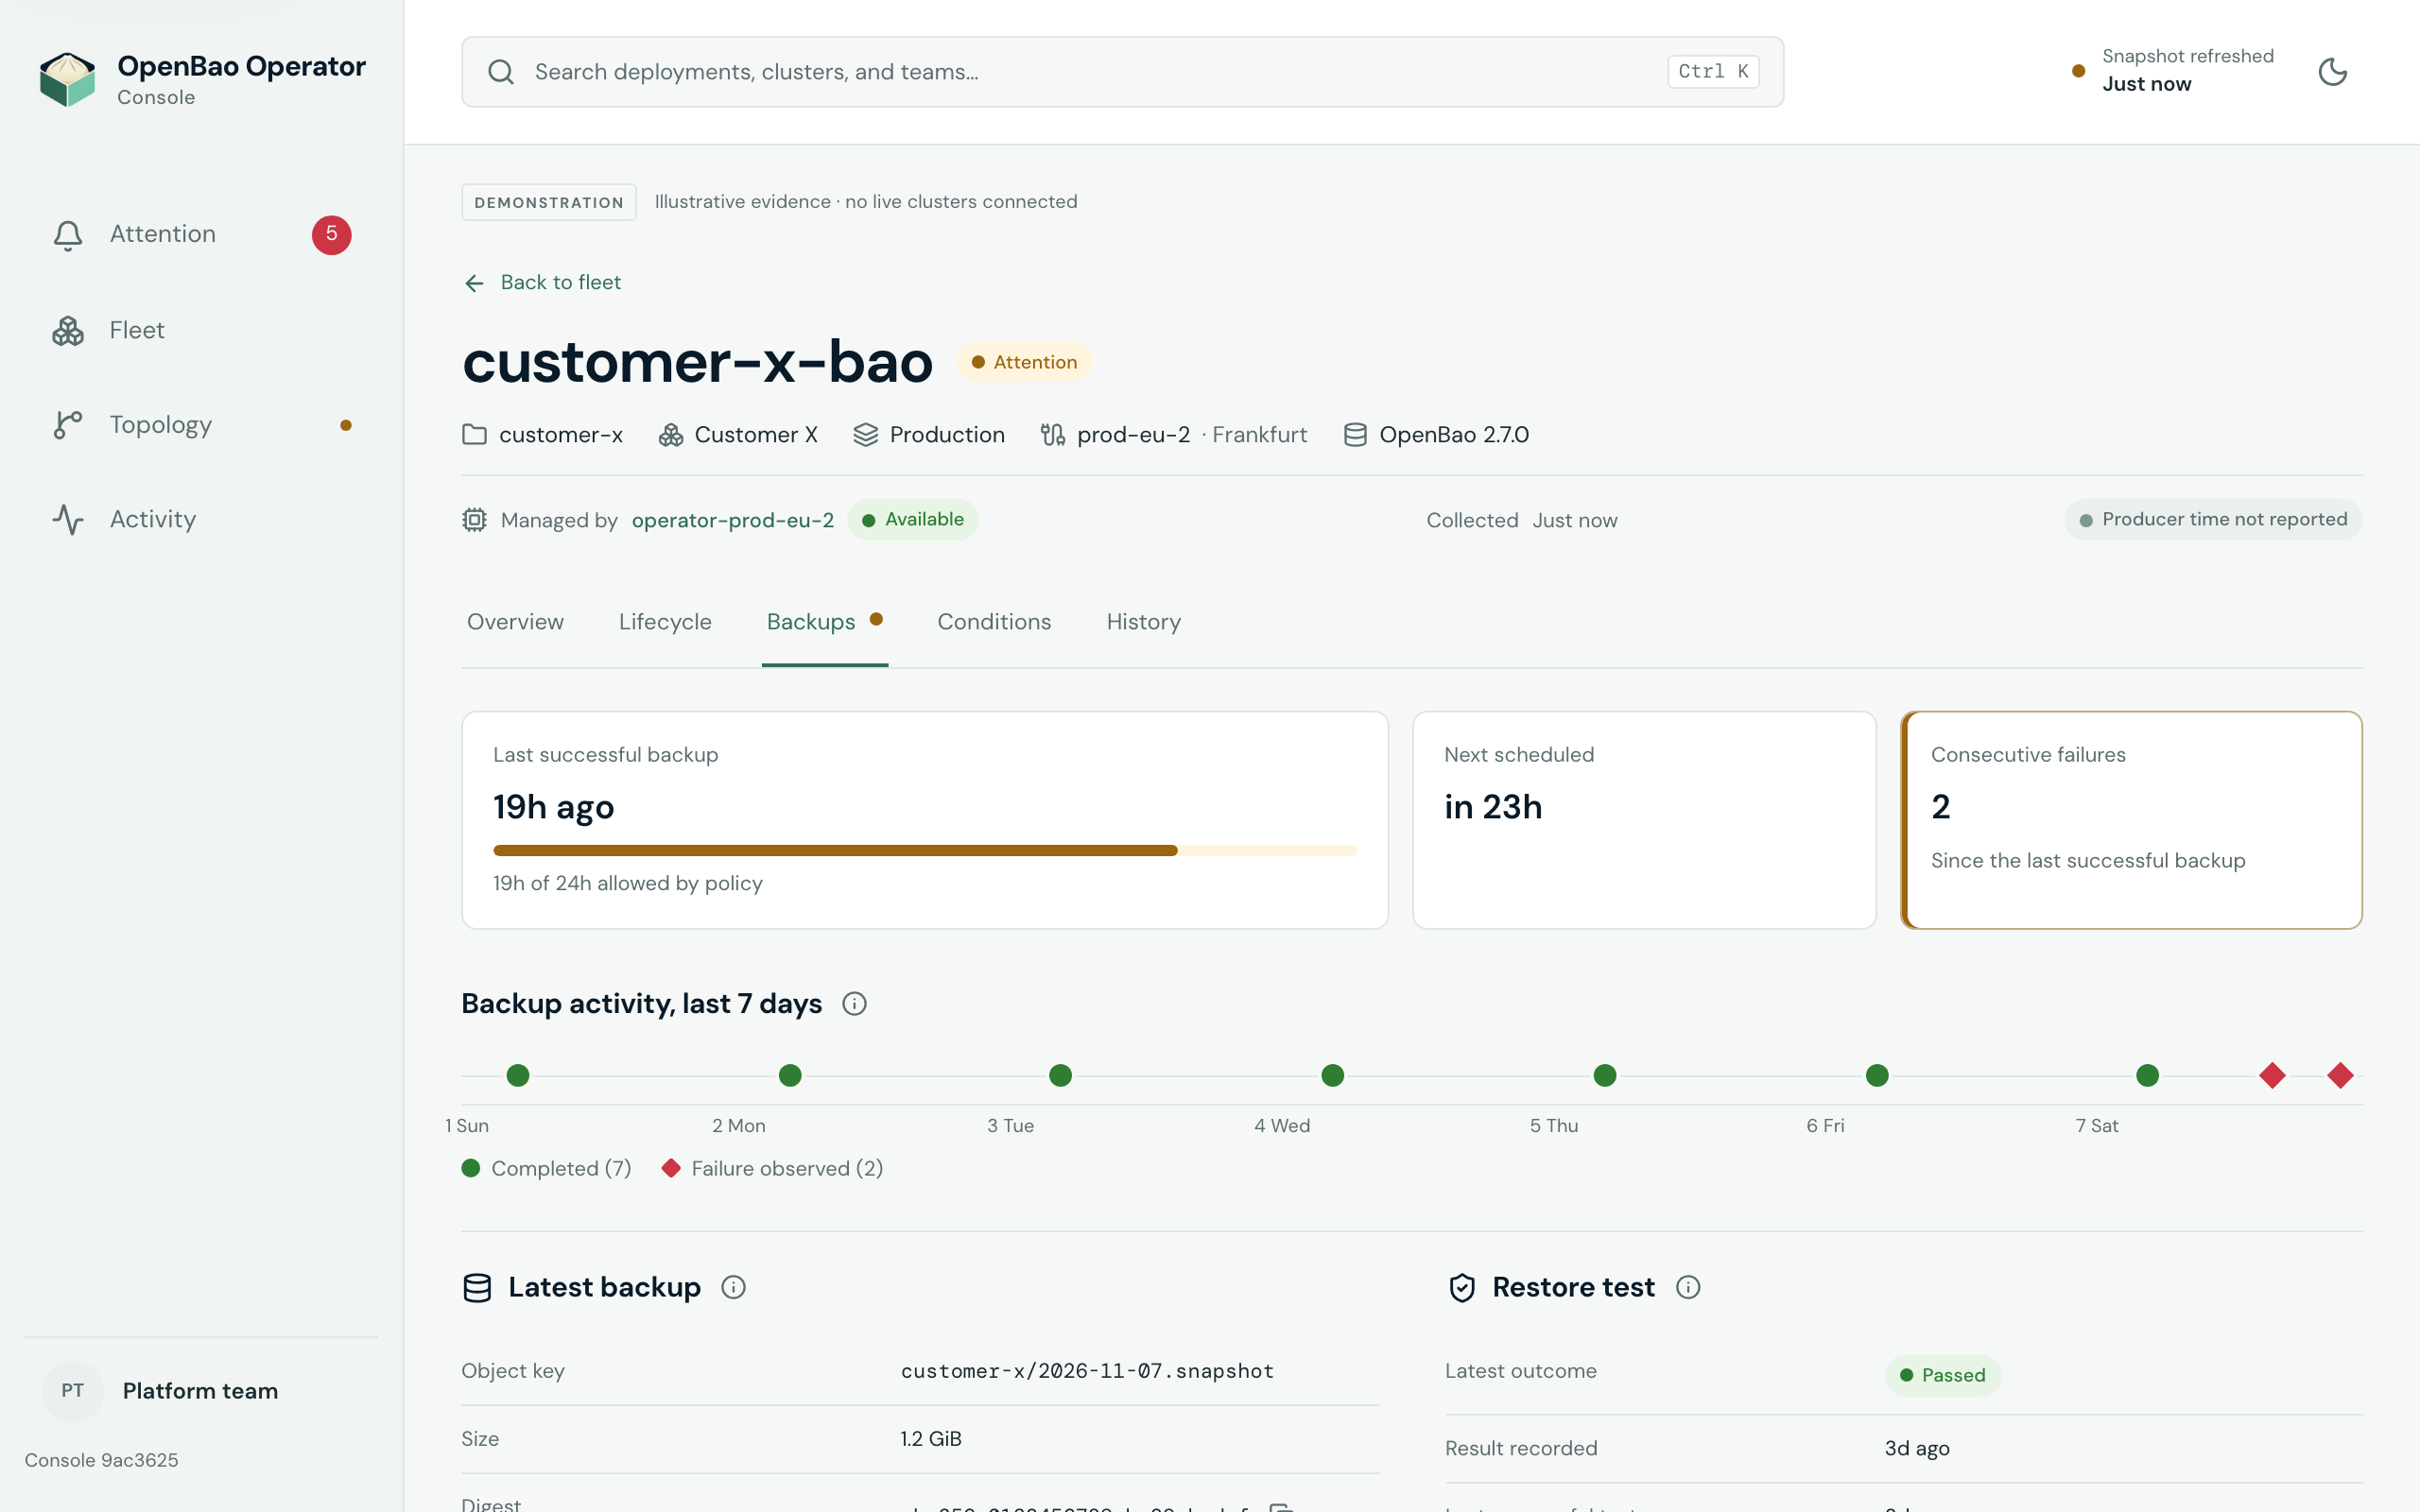 OpenBao Operator
Console
Search deployments, clusters, and teams...
Ctrl K
Snapshot refreshed
Just now
Attention
5
Fleet
Topology
Activity
DEMONSTRATION
Illustrative evidence · no live clusters connected
Back to fleet
customer-x-bao
Attention
customer-x
Customer X
Production
prod-eu-2 · Frankfurt
OpenBao 2.7.0
Managed by operator-prod-eu-2
Available
Collected Just now
Producer time not reported
Overview
Lifecycle
Backups
Conditions
History
Last successful backup
19h ago
19h of 24h allowed by policy
Next scheduled
in 23h
Consecutive failures
2
Since the last successful backup
Backup activity, last 7 days
1 Sun
2 Mon
3 Tue
4 Wed
5 Thu
6 Fri
7 Sat
Completed (7)
Failure observed (2)
Latest backup
Object key
customer-x/2026-11-07.snapshot
Size
1.2 GiB
Digest
Restore test
Latest outcome
Passed
Result recorded
3d ago
PT
Platform team
Console 9ac3625